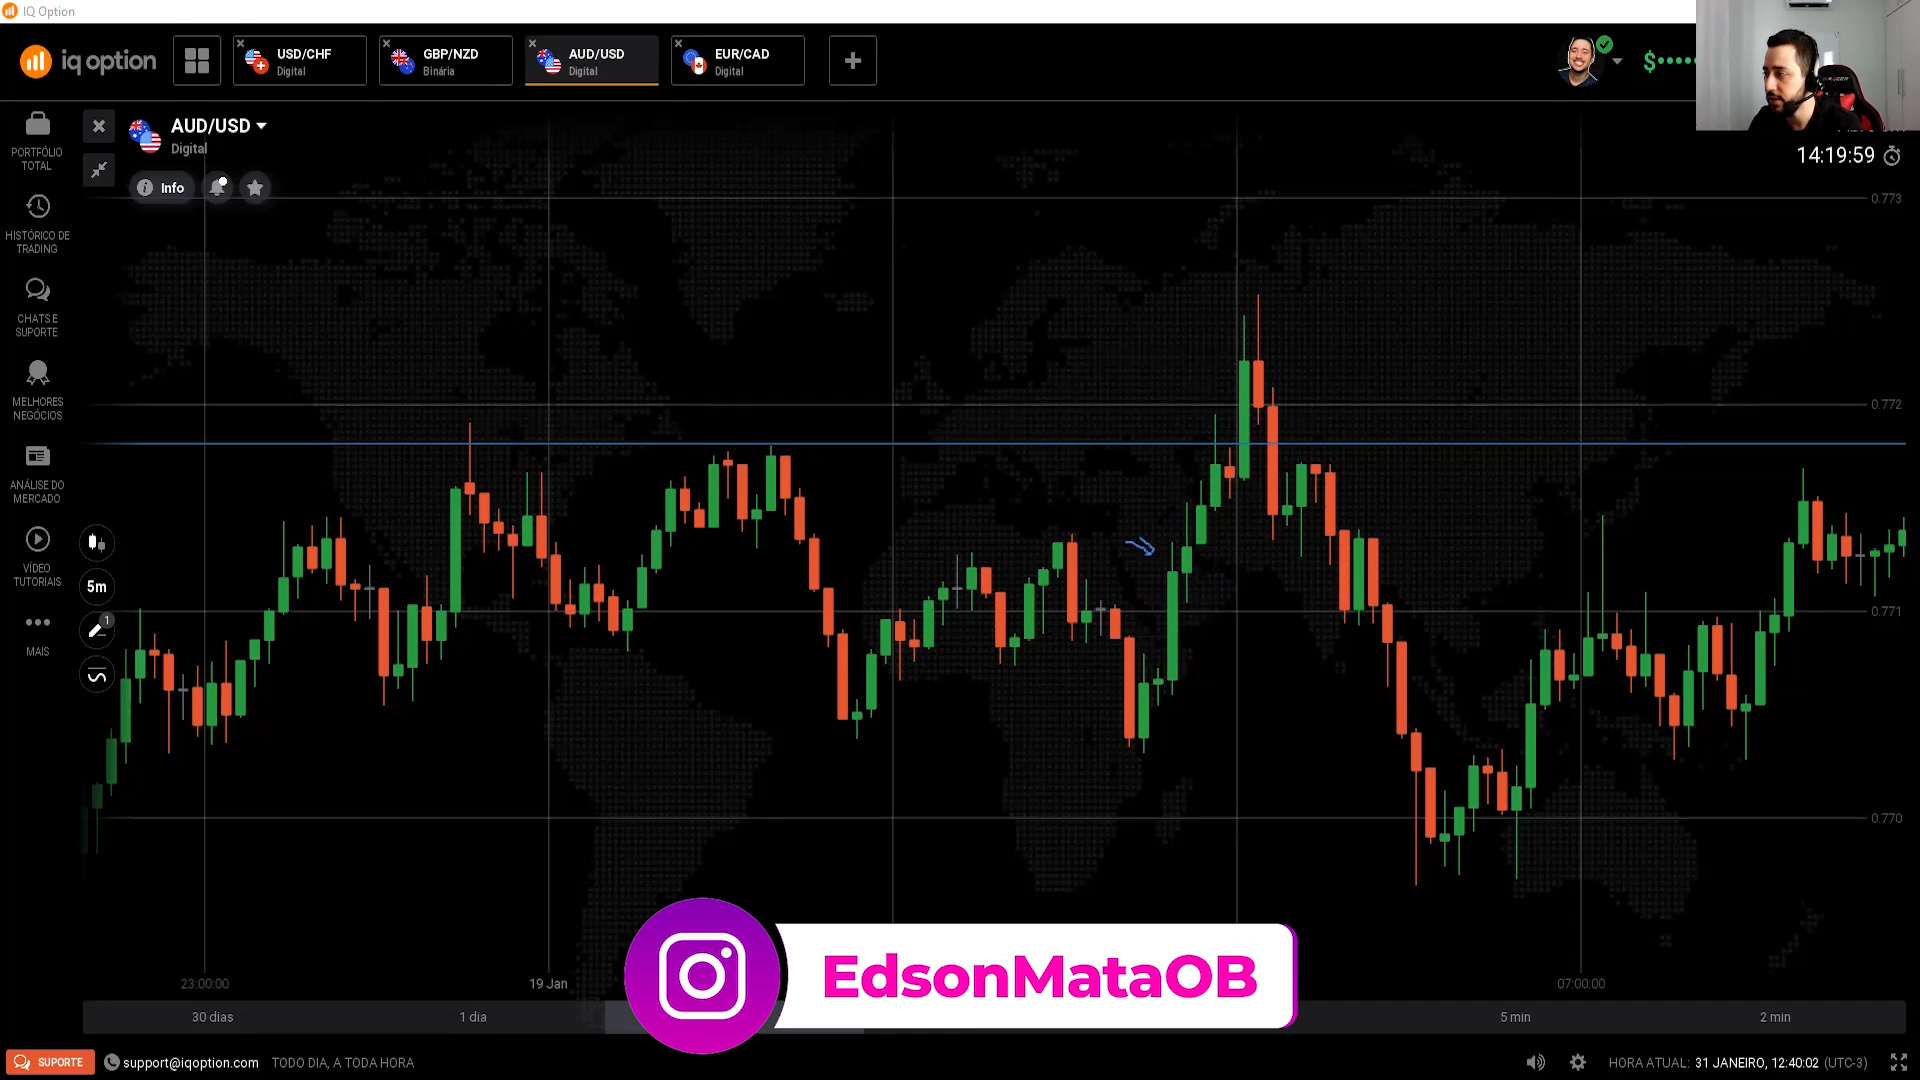 IQ Option
iq option
USD/CHF
Digital
GBP/NZD
Binária
AUD/USD
Digital
EUR/CAD
Digital
$
PORTFÓLIO
TOTAL
HISTÓRICO DE
TRADING
CHATS E
SUPORTE
MELHORES
NEGÓCIOS
ANÁLISE DO
MERCADO
VÍDEO
TUTORIAIS
MAIS
AUD/USD
Digital
Info
14:19:59
5m
1
0.773
0.772
0.771
0.770
23:00:00
19 Jan
07:00:00
EdsonMataOB
30 dias
1 dia
5 min
2 min
SUPORTE
support@iqoption.com
TODO DIA, A TODA HORA
HORA ATUAL: 31 JANEIRO, 12:40:02 (UTC-3)